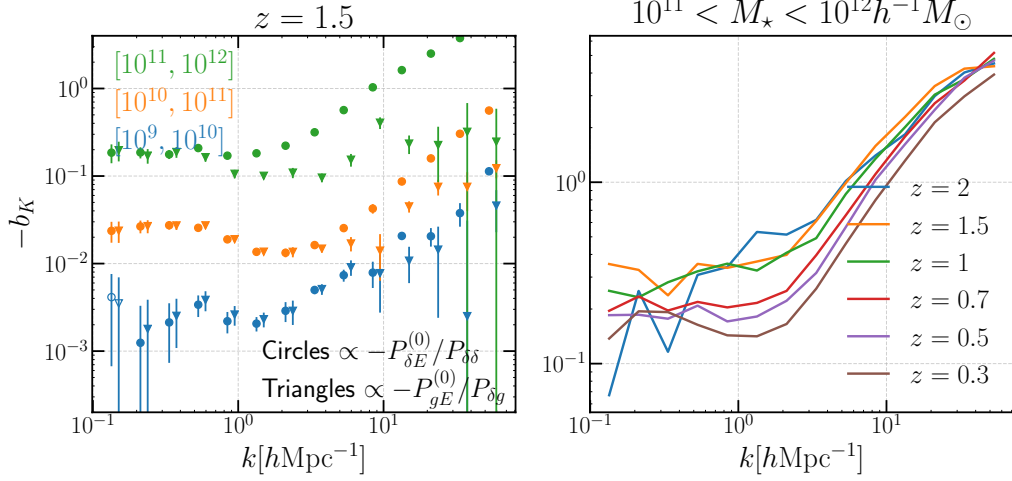 z = 1.5
10^{11} < M_⋆ < 10^{12} h^{-1} M_⊙
−b_K
10^0
10^{-1}
10^{-2}
10^{-3}
[10^{11}, 10^{12}]
[10^{10}, 10^{11}]
[10^9, 10^{10}]
Circles ∝ −P_{δE}^{(0)}/P_{δδ}
Triangles ∝ −P_{gE}^{(0)}/P_{δg}
10^{-1} 10^0 10^1
k[hMpc^{-1}]
10^0
10^{-1}
z = 2
z = 1.5
z = 1
z = 0.7
z = 0.5
z = 0.3
10^{-1} 10^0 10^1
k[hMpc^{-1}]